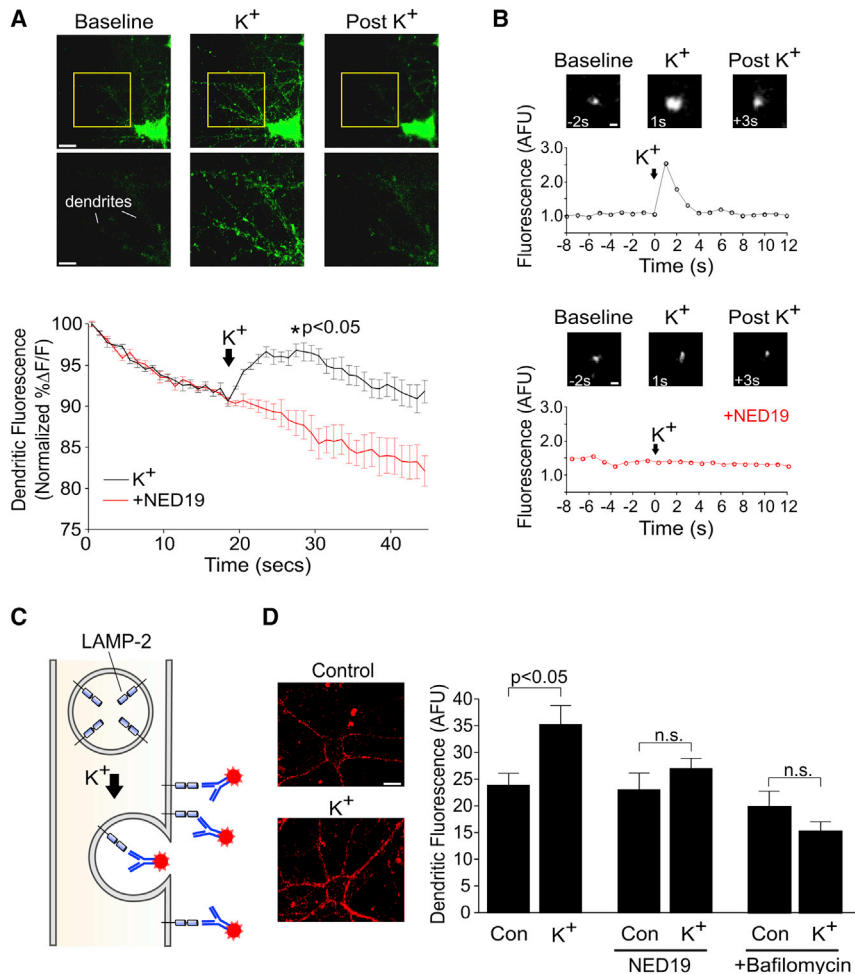 A
Baseline K+ Post K+
dendrites
100
95
90
85
80
75
Dendritic Fluorescence
(Normalized %ΔF/F)
K+
*p<0.05
K+
+NED19
0 10 20 30 40
Time (secs)
B
Baseline K+ Post K+
-2s 1s +3s
Fluorescence (AFU)
3.0
2.0
1.0
K+
-8 -6 -4 -2 0 2 4 6 8 10 12
Time (s)
Baseline K+ Post K+
-2s 1s +3s
+NED19
Fluorescence (AFU)
3.0
2.0
1.0
K+
-8 -6 -4 -2 0 2 4 6 8 10 12
Time (s)
C
LAMP-2
K+
D
Control
K+
Dendritic Fluorescence (AFU)
40
35
30
25
20
15
10
5
0
p<0.05
n.s.
n.s.
Con K+ Con K+ Con K+
NED19 +Bafilomycin